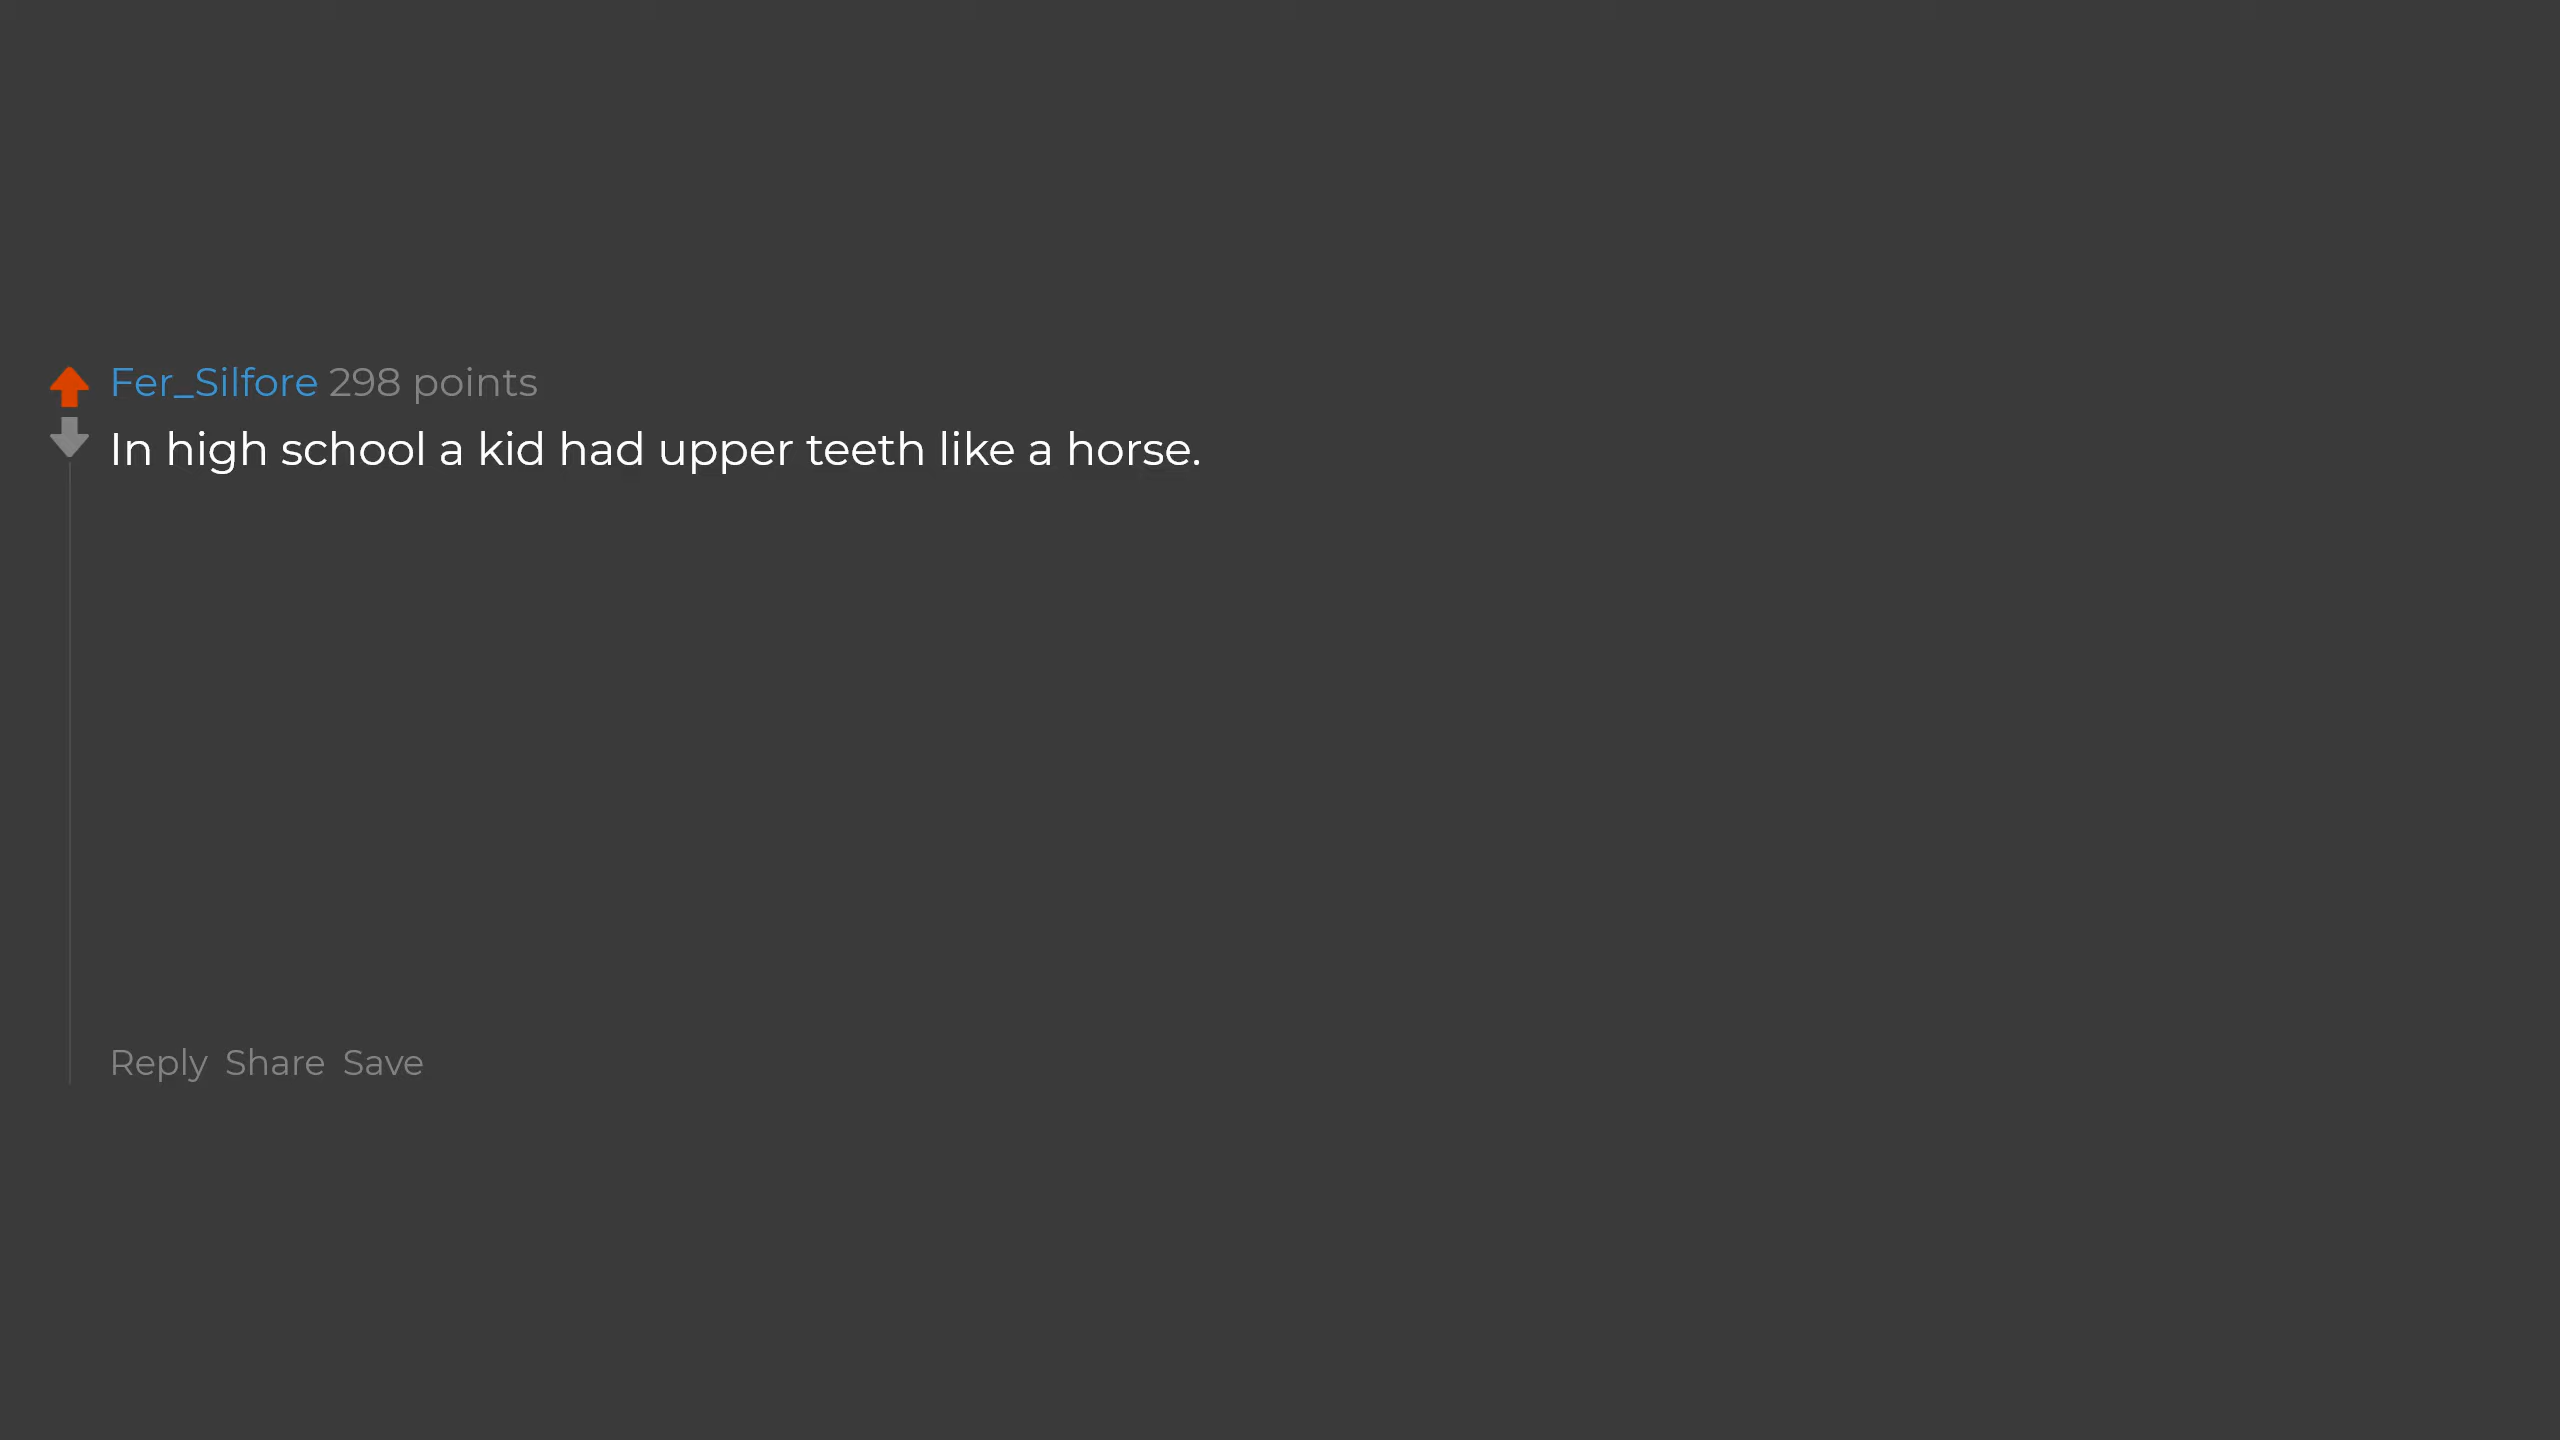 Fer_Silfore 298 points
In high school a kid had upper teeth like a horse.
Reply Share Save